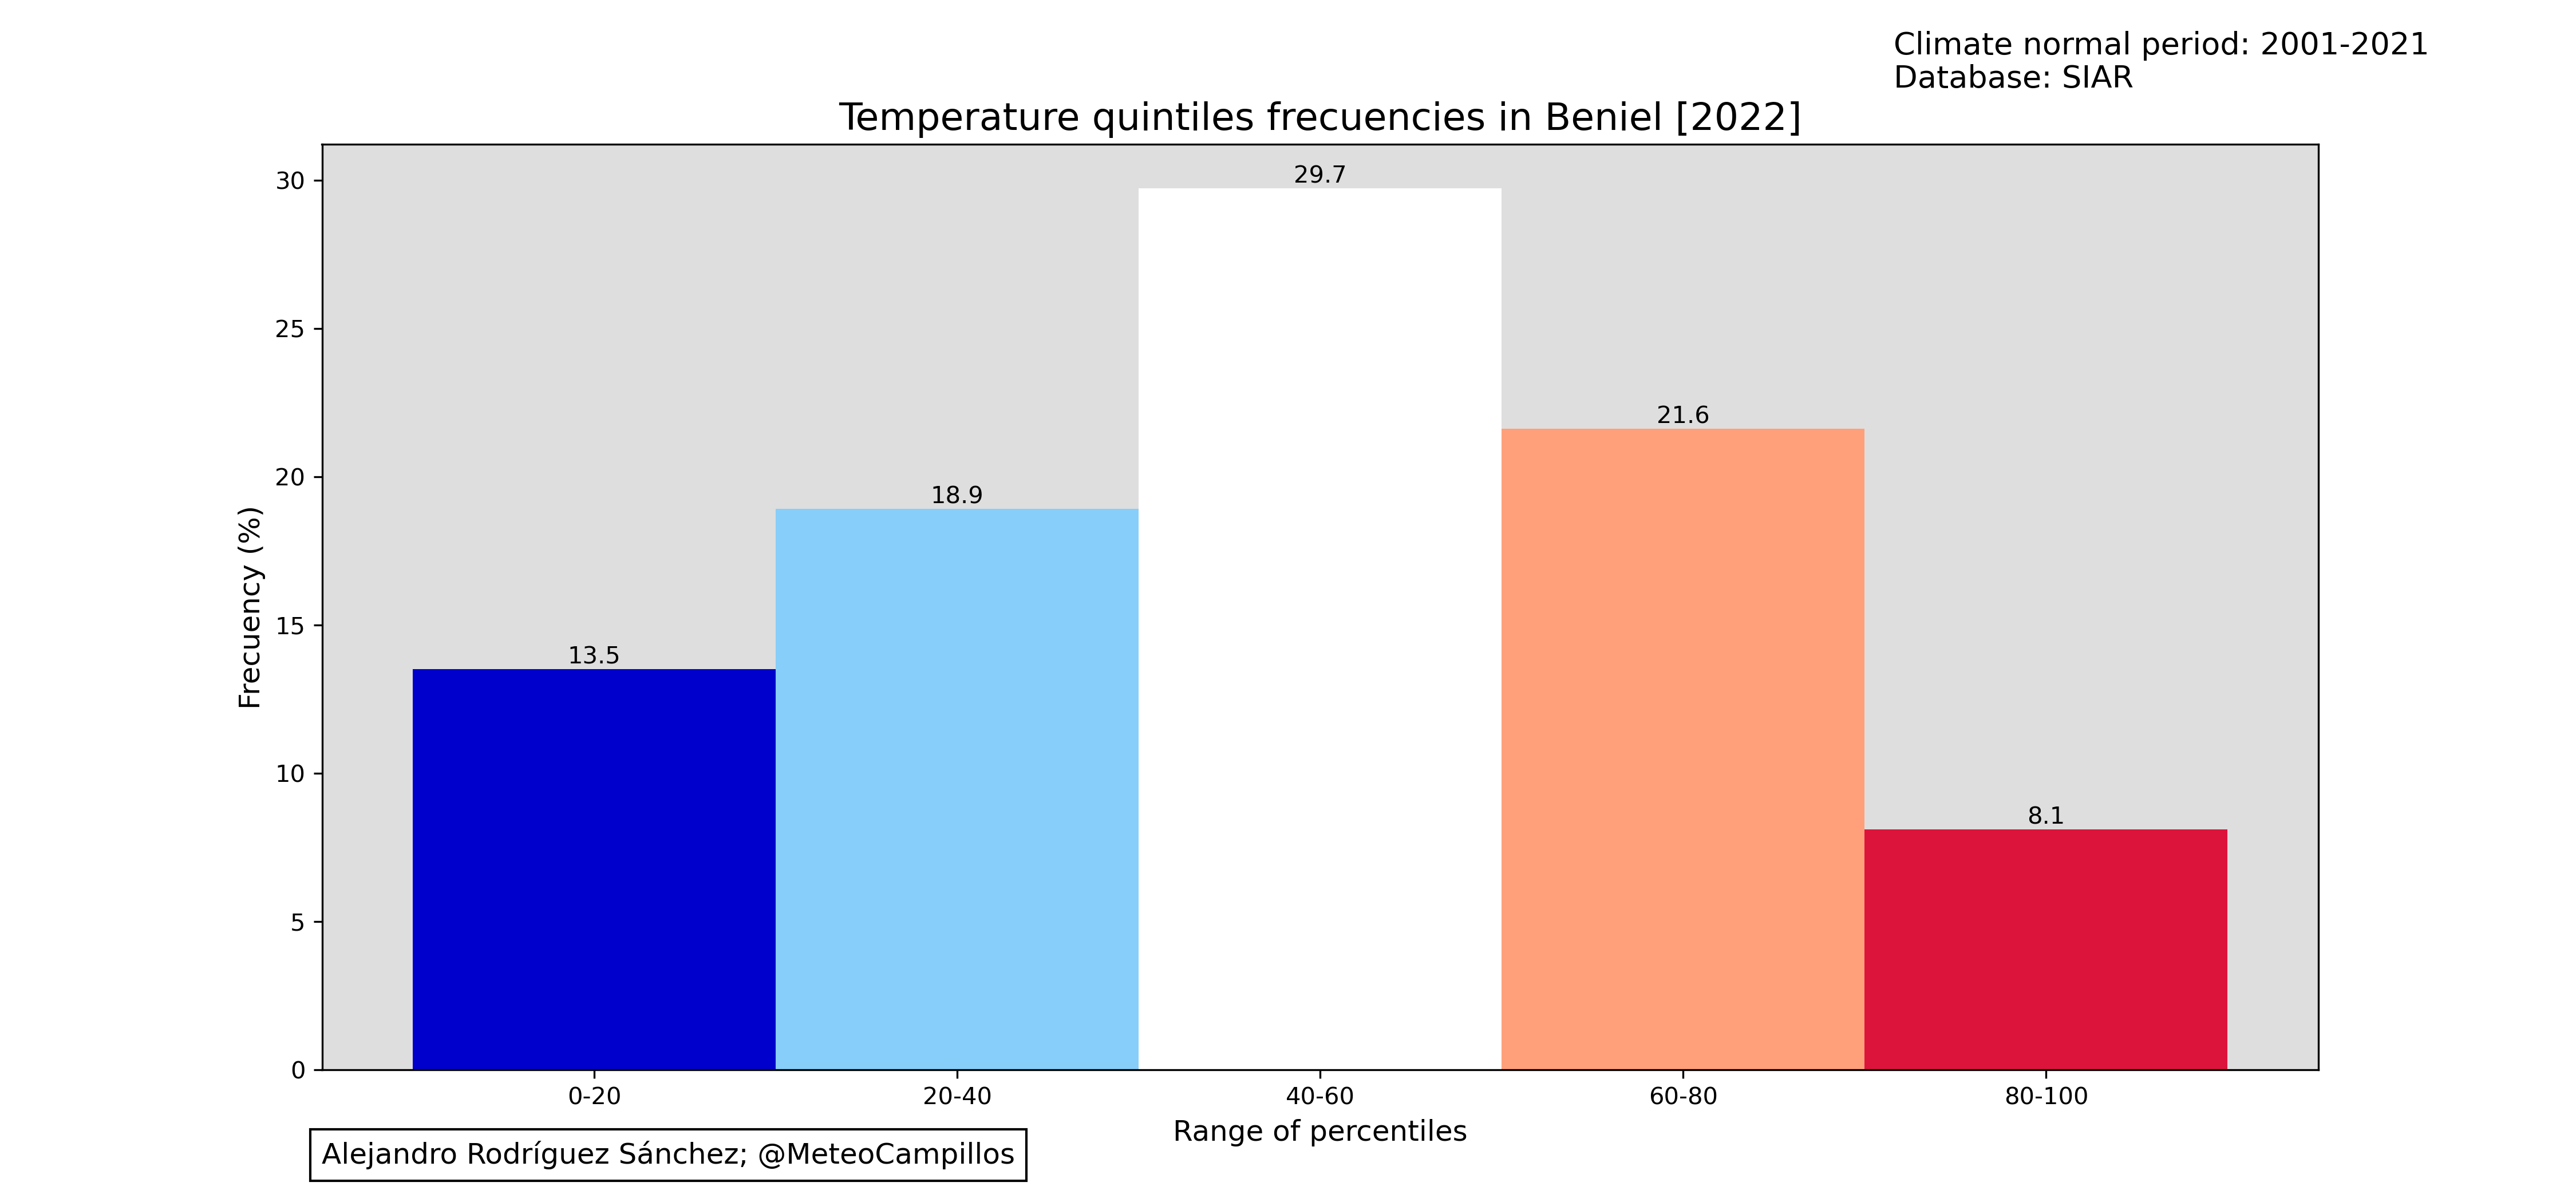 Climate normal period: 2001-2021
Database: SIAR
Temperature quintiles frecuencies in Beniel [2022]
Frecuency (%)
30
25
20
15
10
5
0
13.5
18.9
29.7
21.6
8.1
0-20
20-40
40-60
60-80
80-100
Range of percentiles
Alejandro Rodríguez Sánchez; @MeteoCampillos